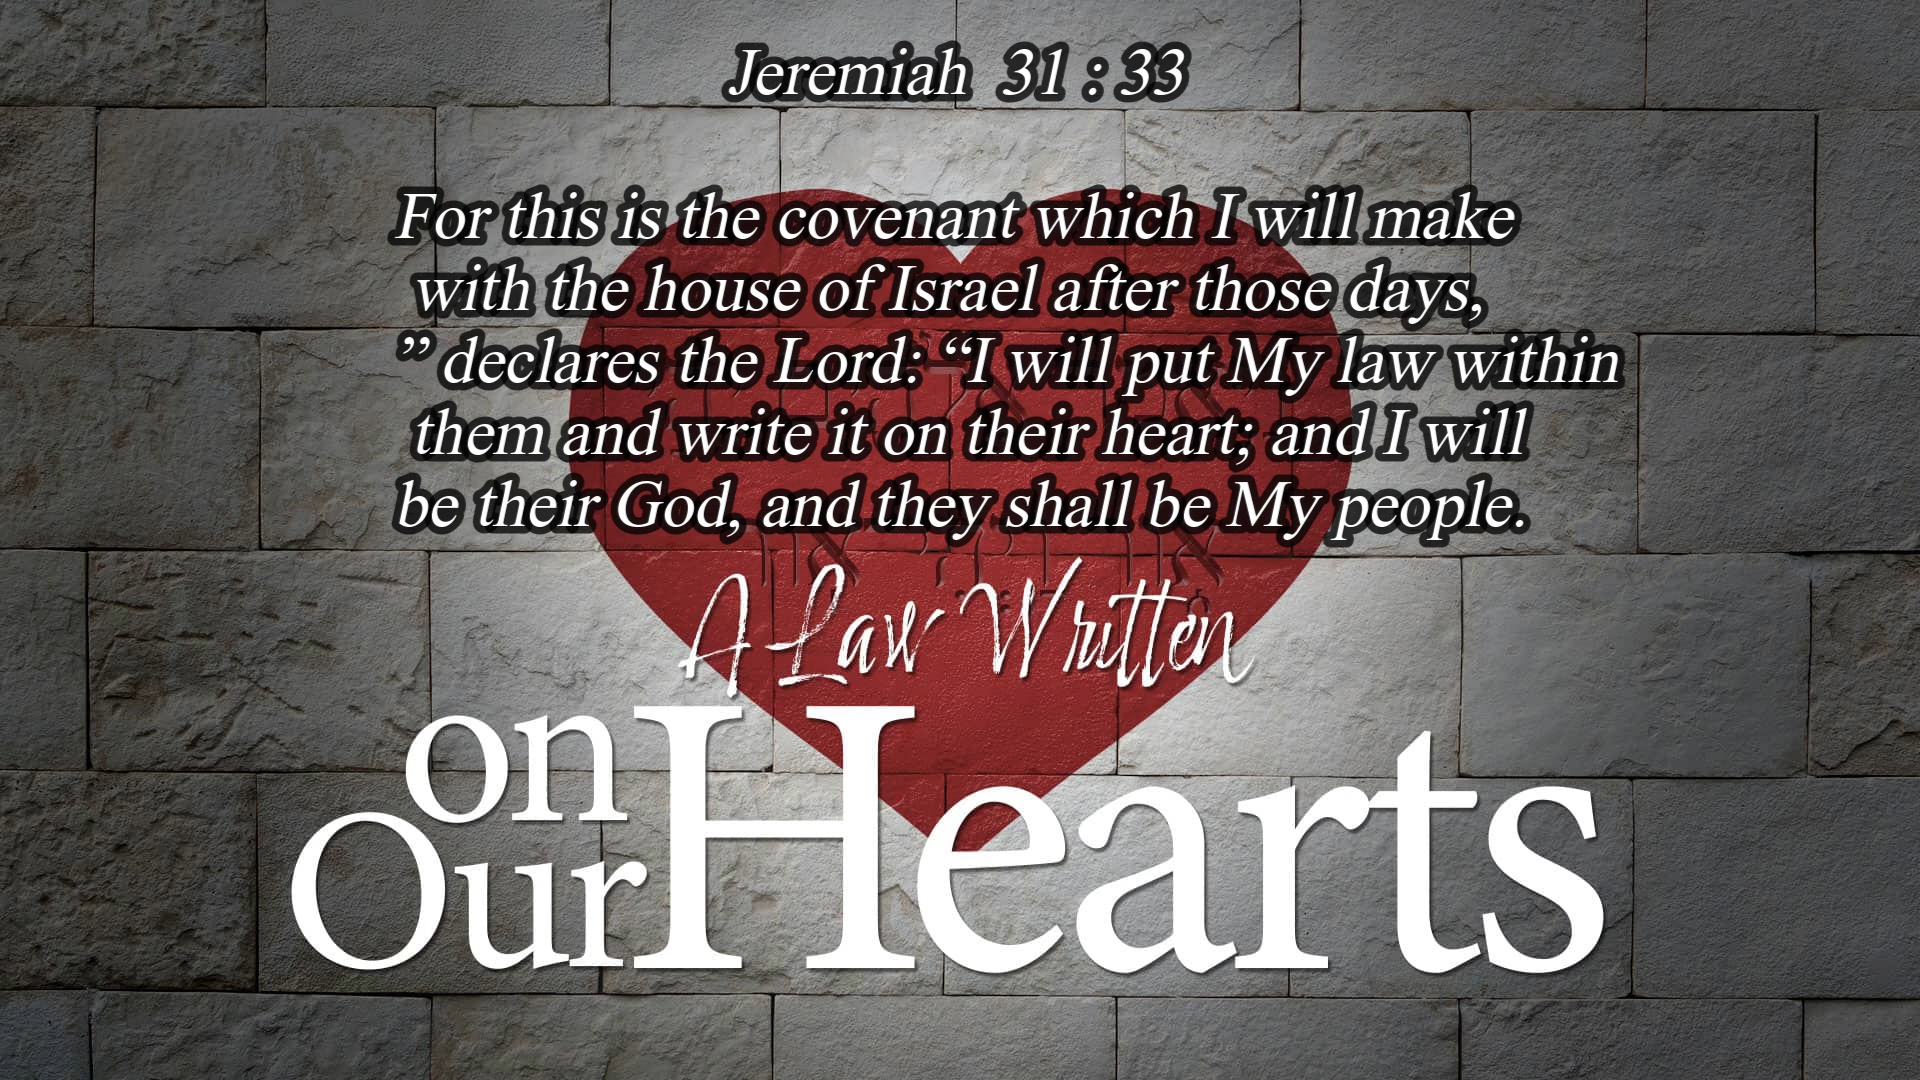 Jeremiah 31 : 33
For this is the covenant which I will make
with the house of Israel after those days,
” declares the Lord: “I will put My law within
them and write it on their heart; and I will
be their God, and they shall be My people.
A Law Written
on
Our Hearts